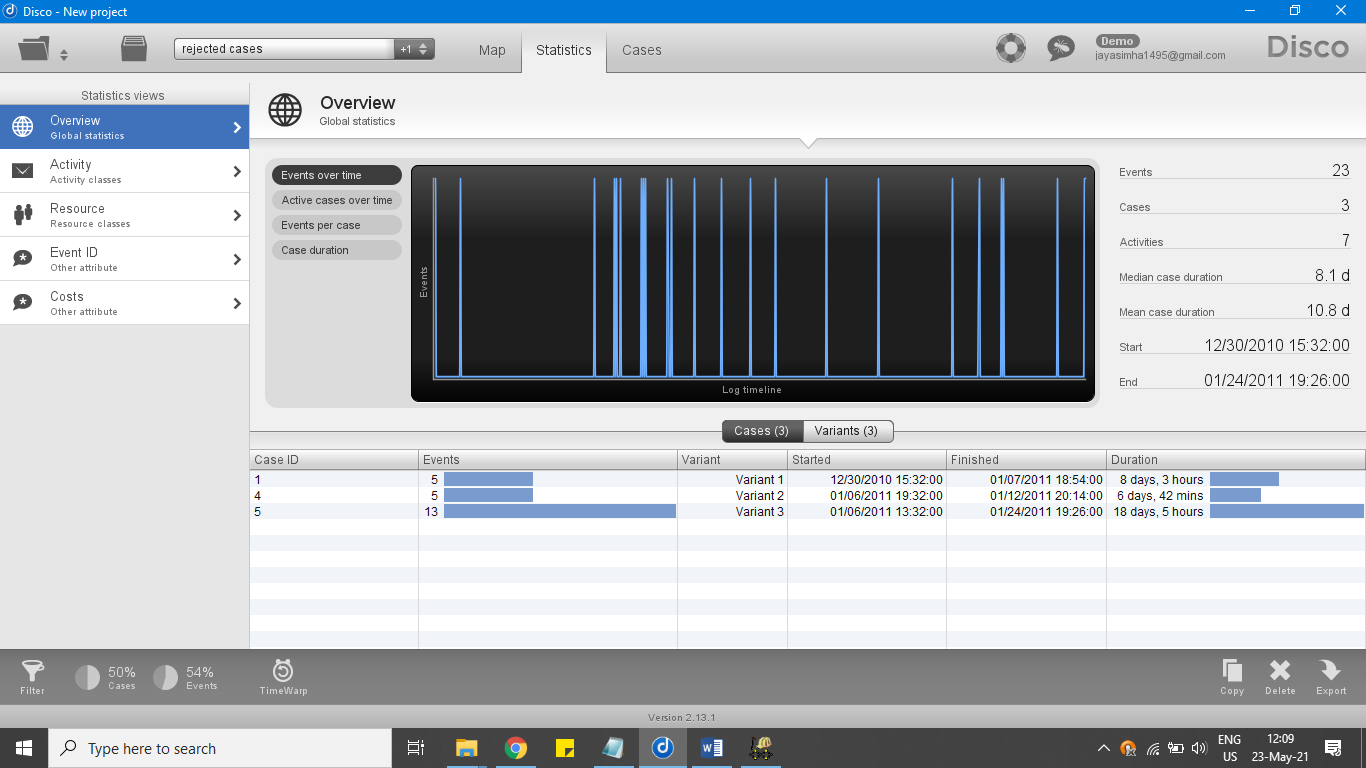 Disco - New project
rejected cases
+1
Map
Statistics
Cases
Demo
jayasimha1495@gmail.com
Disco
Statistics views
Overview
Global statistics
Activity
Activity classes
Resource
Resource classes
Event ID
Other attribute
Costs
Other attribute
Overview
Global statistics
Events over time
Active cases over time
Events per case
Case duration
Events
Log timeline
Events 23
Cases 3
Activities 7
Median case duration 8.1 d
Mean case duration 10.8 d
Start 12/30/2010 15:32:00
End 01/24/2011 19:26:00
Cases (3) Variants (3)
Case ID Events Variant Started Finished Duration
1 5 Variant 1 12/30/2010 15:32:00 01/07/2011 18:54:00 8 days, 3 hours
4 5 Variant 2 01/06/2011 19:32:00 01/12/2011 20:14:00 6 days, 42 mins
5 13 Variant 3 01/06/2011 13:32:00 01/24/2011 19:26:00 18 days, 5 hours
Filter
50%
Cases
54%
Events
TimeWarp
Copy
Delete
Export
Version 2.13.1
Type here to search
W
ENG
US
12:09
23-May-21